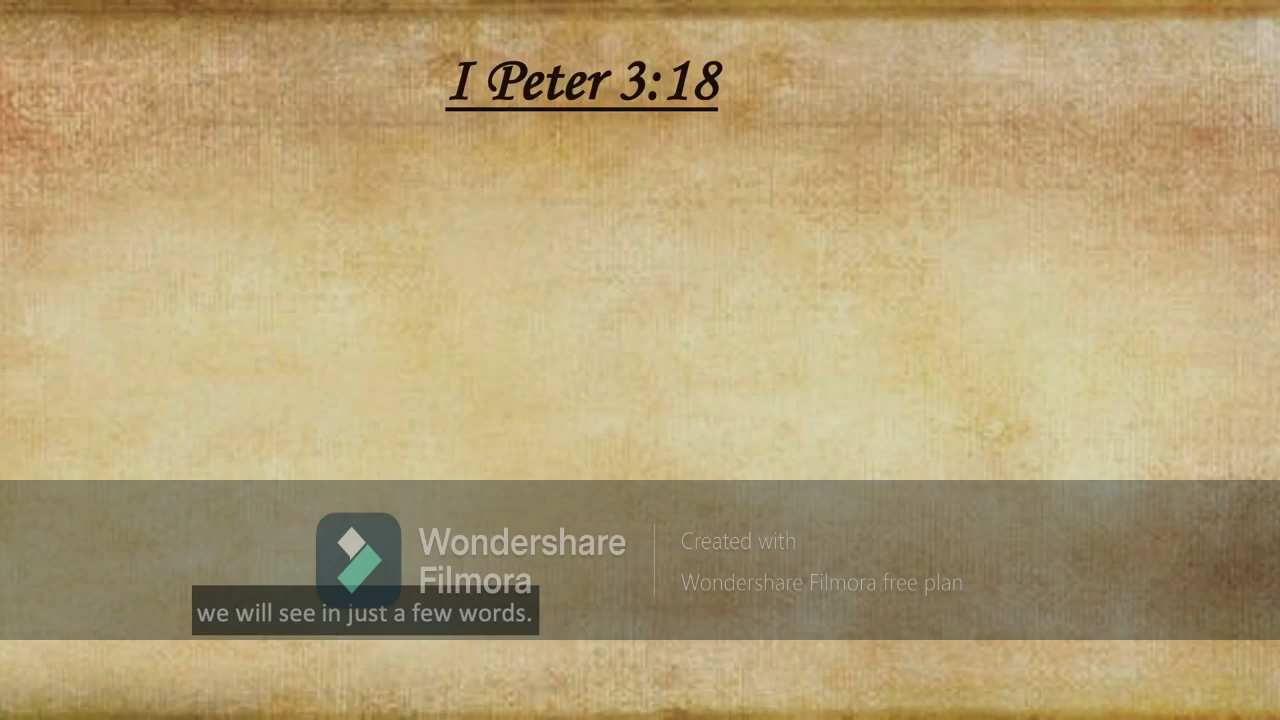 I Peter 3:18
Wondershare
Filmora
Created with
Wondershare Filmora free plan
we will see in just a few words.